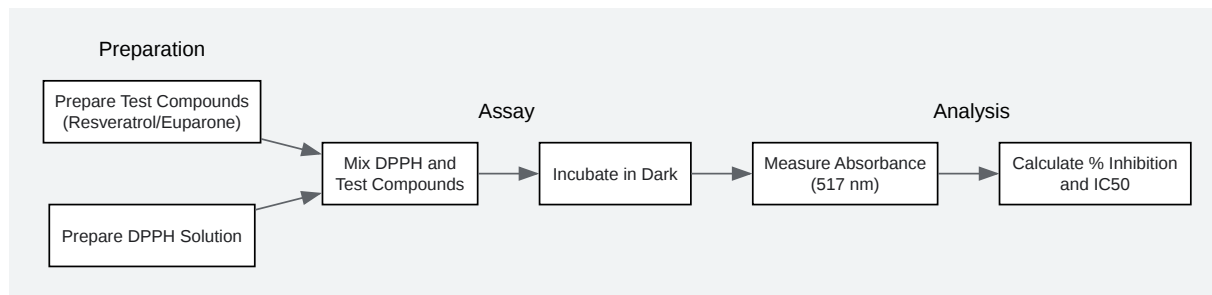 Preparation
Prepare Test Compounds
(Resveratrol/Euparone)
Prepare DPPH Solution
Assay
Mix DPPH and
Test Compounds
Incubate in Dark
Analysis
Measure Absorbance
(517 nm)
Calculate % Inhibition
and IC50